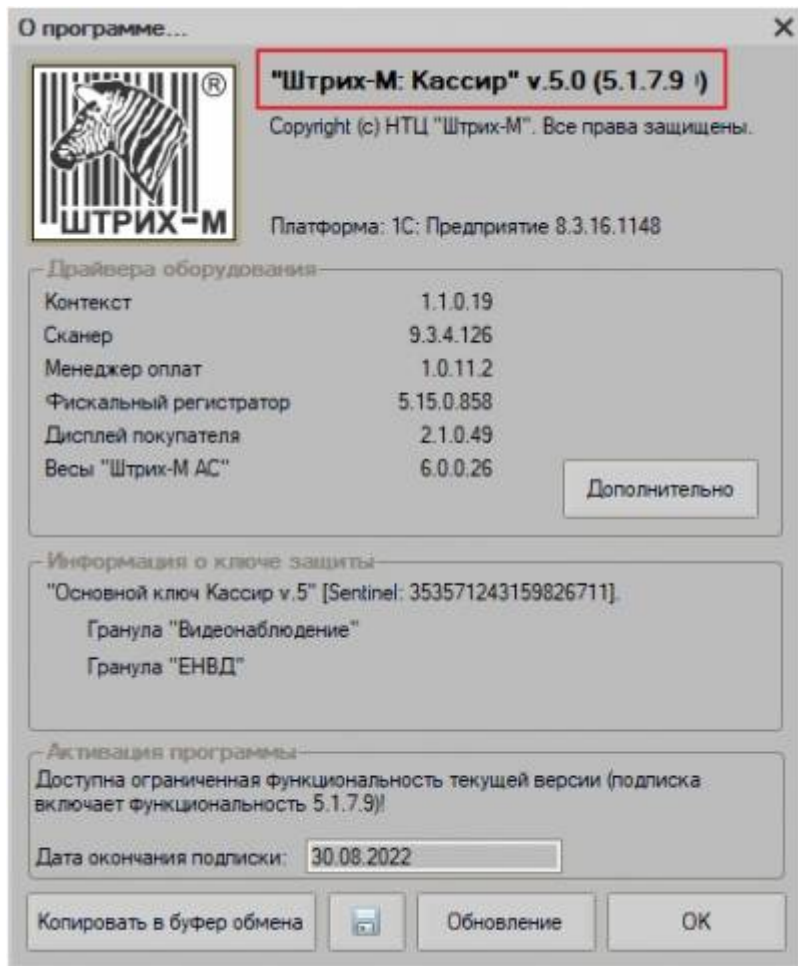 О программе...
"Штрих-М: Кассир" v.5.0 (5.1.7.9 )
Copyright (c) НТЦ "Штрих-М". Все права защищены.
®
ШТРИХ-М
Платформа: 1С: Предприятие 8.3.16.1148
Драйвера оборудования
Контекст 1.1.0.19
Сканер 9.3.4.126
Менеджер оплат 1.0.11.2
Фискальный регистратор 5.15.0.858
Дисплей покупателя 2.1.0.49
Весы "Штрих-М АС" 6.0.0.26
Дополнительно
Информация о ключе защиты
"Основной ключ Кассир v.5" [Sentinel: 353571243159826711].
Гранула "Видеонаблюдение"
Гранула "ЕНВД"
Активация программы
Доступна ограниченная функциональность текущей версии (подписка
включает функциональность 5.1.7.9)!
Дата окончания подписки: 30.08.2022
Копировать в буфер обмена Обновление ОК